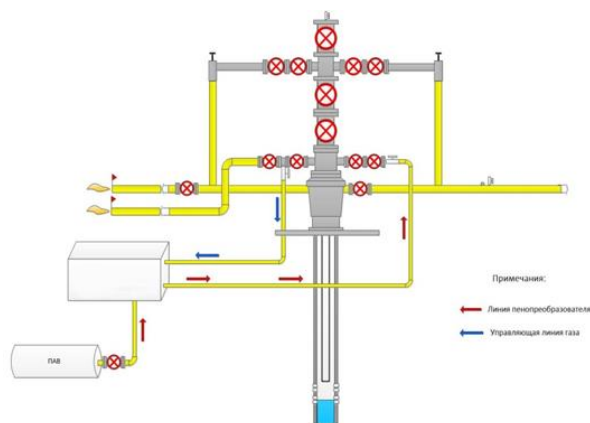 Примечания:
Линия пенопреобразователя
Управляющая линия газа
ПАВ